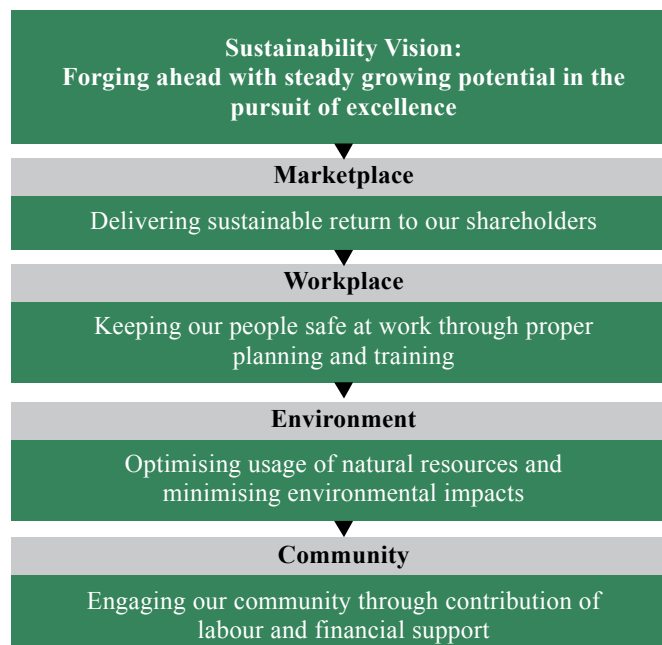 Sustainability Vision:
Forging ahead with steady growing potential in the
pursuit of excellence
Marketplace
Delivering sustainable return to our shareholders
Workplace
Keeping our people safe at work through proper
planning and training
Environment
Optimising usage of natural resources and
minimising environmental impacts
Community
Engaging our community through contribution of
labour and financial support